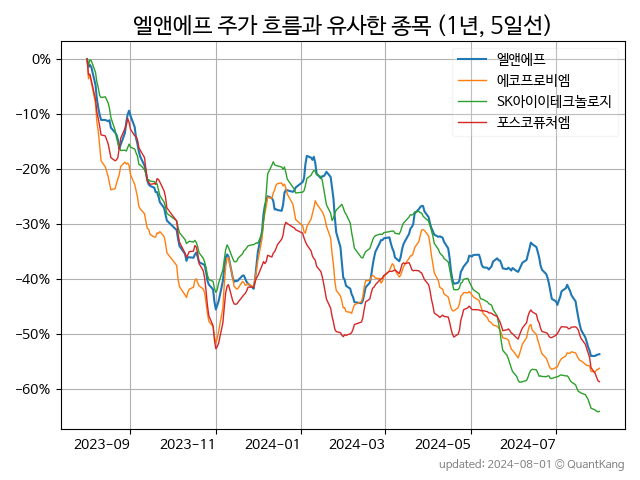 엘앤에프 주가 흐름과 유사한 종목 (1년, 5일선)
엘앤에프
에코프로비엠
SK아이이테크놀로지
포스코퓨처엠
0%
−10%
−20%
−30%
−40%
−50%
−60%
2023−09 2023−11 2024−01 2024−03 2024−05 2024−07
updated: 2024-08-01 © QuantKang